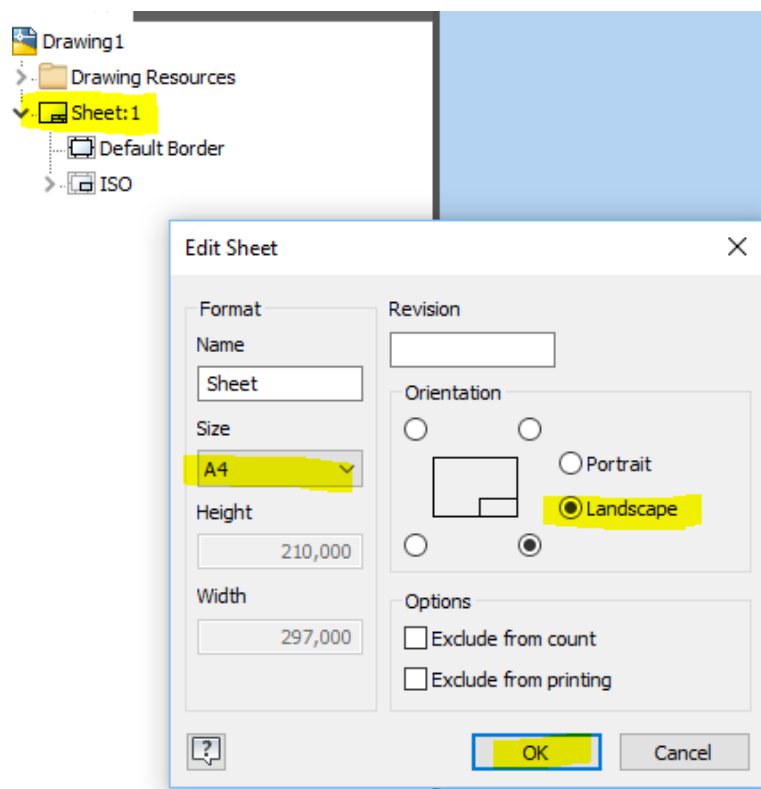 Drawing1
Drawing Resources
Sheet:1
Default Border
ISO
Edit Sheet
Format
Name
Sheet
Size
A4
Height
210,000
Width
297,000
Revision
Orientation
Portrait
Landscape
Options
Exclude from count
Exclude from printing
?
OK
Cancel